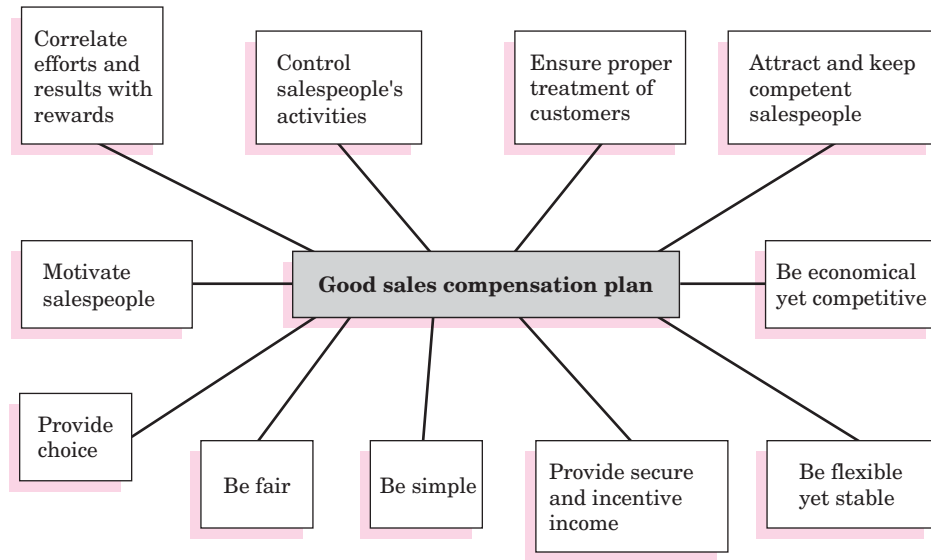 Correlate
efforts and
results with
rewards
Control
salespeople's
activities
Ensure proper
treatment of
customers
Attract and keep
competent
salespeople
Motivate
salespeople
Good sales compensation plan
Be economical
yet competitive
Provide
choice
Be fair
Be simple
Provide secure
and incentive
income
Be flexible
yet stable